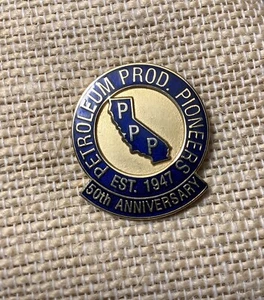 PETROLEUM PROD. PIONEERS
P
P
P
EST. 1947
50th ANNIVERSARY